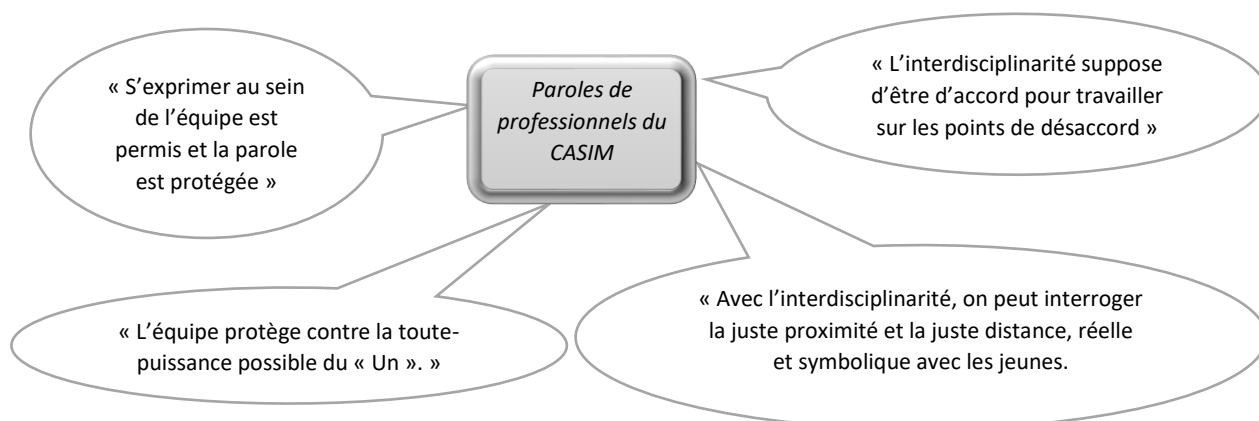 « S’exprimer au sein
de l’équipe est
permis et la parole
est protégée »
Paroles de
professionnels du
CASIM
« L’interdisciplinarité suppose
d’être d’accord pour travailler
sur les points de désaccord »
« L’équipe protège contre la toute-
puissance possible du « Un ». »
« Avec l’interdisciplinarité, on peut interroger
la juste proximité et la juste distance, réelle
et symbolique avec les jeunes.